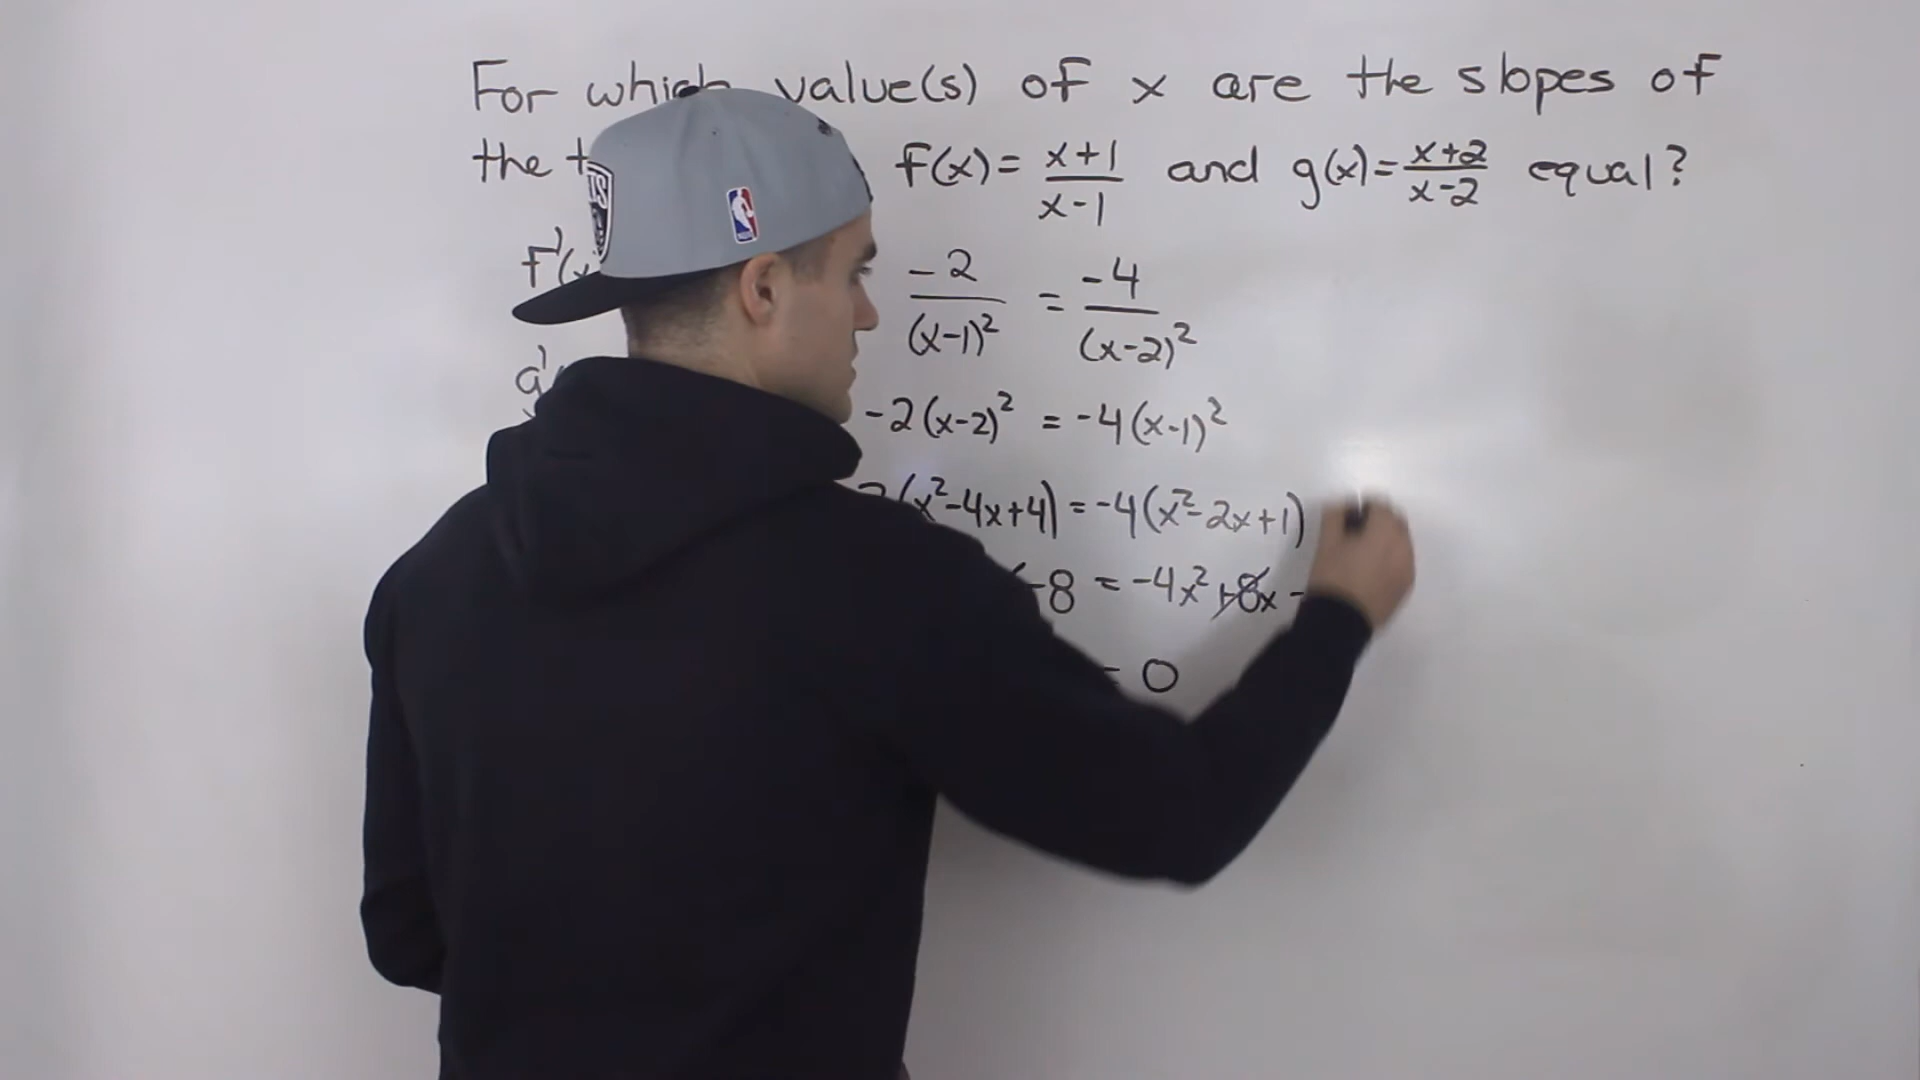 For which value(s) of x are the slopes of
the f(x) = x+1/x-1 and g(x) = x+2/x-2 equal?
f'(x -2/(x-1)² = -4/(x-2)²
g'
-2(x-2)² = -4(x-1)²
(x²-4x+4) = -4(x²-2x+1)
-8 = -4x²+8x -
= 0